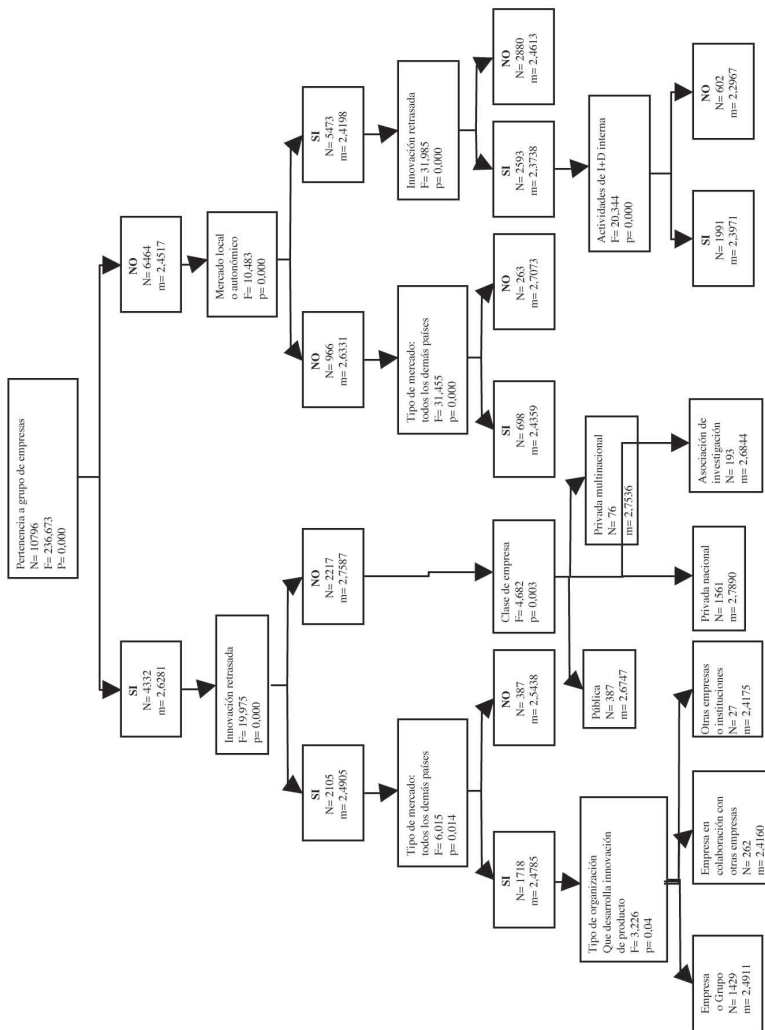 Pertenencia a grupo de empresas
N= 10796
F= 236,673
P= 0,000
SI
N= 4332
m= 2,6281
NO
N= 6464
m= 2,4517
Innovación retrasada
F= 19,975
p= 0,000
Mercado local
o autonómico
F= 10,483
p= 0,000
SI
N= 2105
m= 2,4905
NO
N= 2217
m= 2,7587
NO
N= 966
m= 2,6331
SI
N= 5473
m= 2,4198
Tipo de mercado:
todos los demás países
F= 6,015
p= 0,014
Clase de empresa
F= 4,682
p= 0,003
Tipo de mercado:
todos los demás países
F= 31,455
p= 0,000
Innovación retrasada
F= 31,985
p= 0,000
SI
N= 1718
m= 2,4785
NO
N= 387
m= 2,5438
SI
N= 698
m= 2,4359
NO
N= 263
m= 2,7073
SI
N= 2593
m= 2,3738
NO
N= 2880
m= 2,4613
Tipo de organización
Que desarrolla innovación
de producto
F= 3,226
p= 0,04
Pública
N= 387
m= 2,6747
Privada multinacional
N= 76
m= 2,7536
Actividades de I+D interna
F= 20,344
p= 0,000
Empresa
o Grupo
N= 1429
m= 2,4911
Empresa en
colaboración con
otras empresas
N= 262
m= 2,4160
Otras empresas
o instituciones
N= 27
m= 2,4175
Privada nacional
N= 1561
m= 2,7890
Asociación de
investigación
N= 193
m= 2,6844
SI
N= 1991
m= 2,3971
NO
N= 602
m= 2,2967